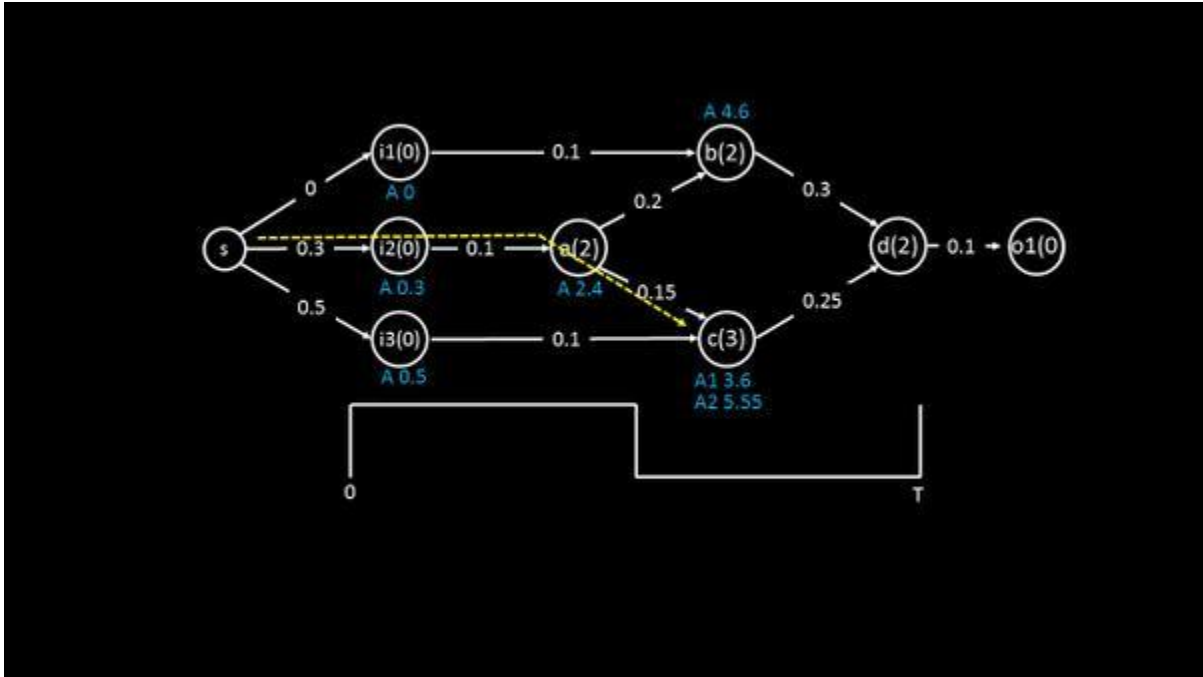 A 4.6
i1(0)
0.1
b(2)
A 0
0
0.2
0.3
s
0.3
i2(0)
0.1
a(2)
d(2)
0.1
o1(0
A 0.3
A 2.4
0.15
0.5
0.25
i3(0)
0.1
c(3)
A 0.5
A1 3.6
A2 5.55
0
T